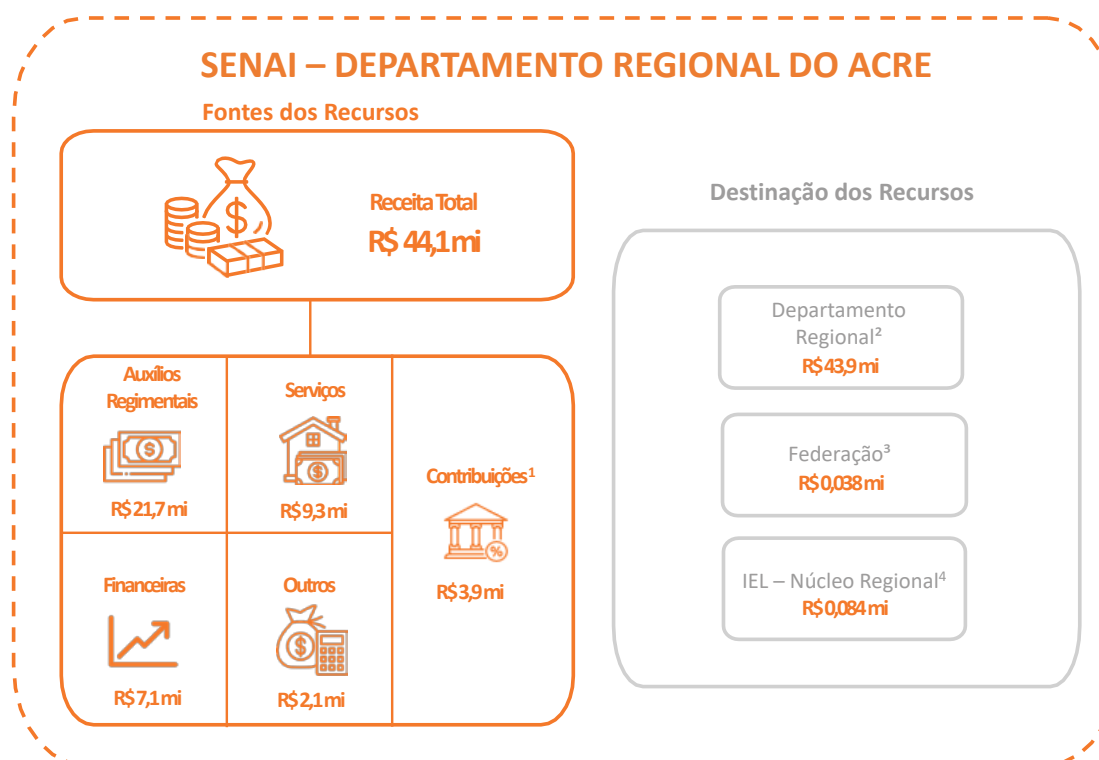 SENAI – DEPARTAMENTO REGIONAL DO ACRE
Fontes dos Recursos
Receita Total
R$ 44,1 mi
Auxílios
Regimentais
R$ 21,7 mi
Serviços
R$ 9,3 mi
Contribuições¹
R$ 3,9 mi
Financeiras
R$ 7,1 mi
Outros
R$ 2,1 mi
Destinação dos Recursos
Departamento
Regional²
R$ 43,9 mi
Federação³
R$ 0,038 mi
IEL – Núcleo Regional⁴
R$ 0,084 mi